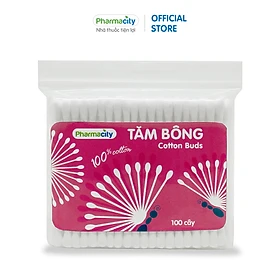 Pharmacity
Nhà thuốc tiện lợi
OFFICIAL
STORE
Pharmacity
TĂM BÔNG
Cotton Buds
100% cotton
100 cây